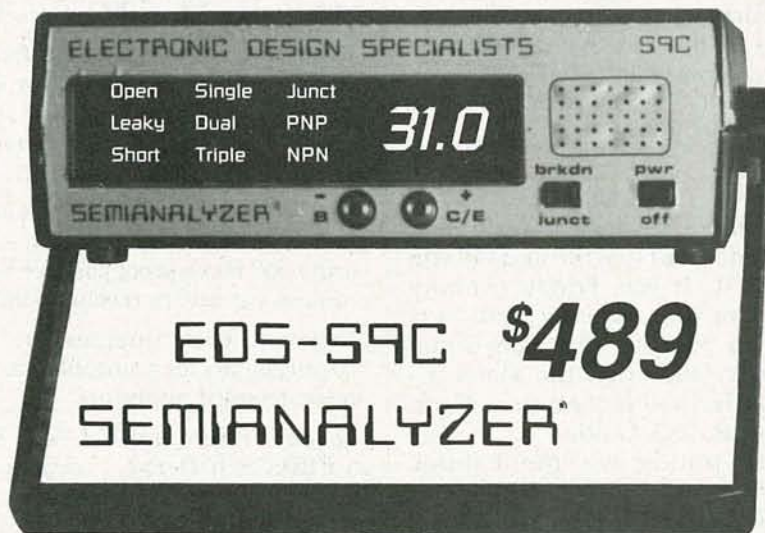 ELECTRONIC DESIGN SPECIALISTS S9C
Open Single Junct
Leaky Dual PNP 31.0
Short Triple NPN
brkdn pwr
- +
SEMIANALYZER® B C/E junct off
EDS-S9C $489
SEMIANALYZER®